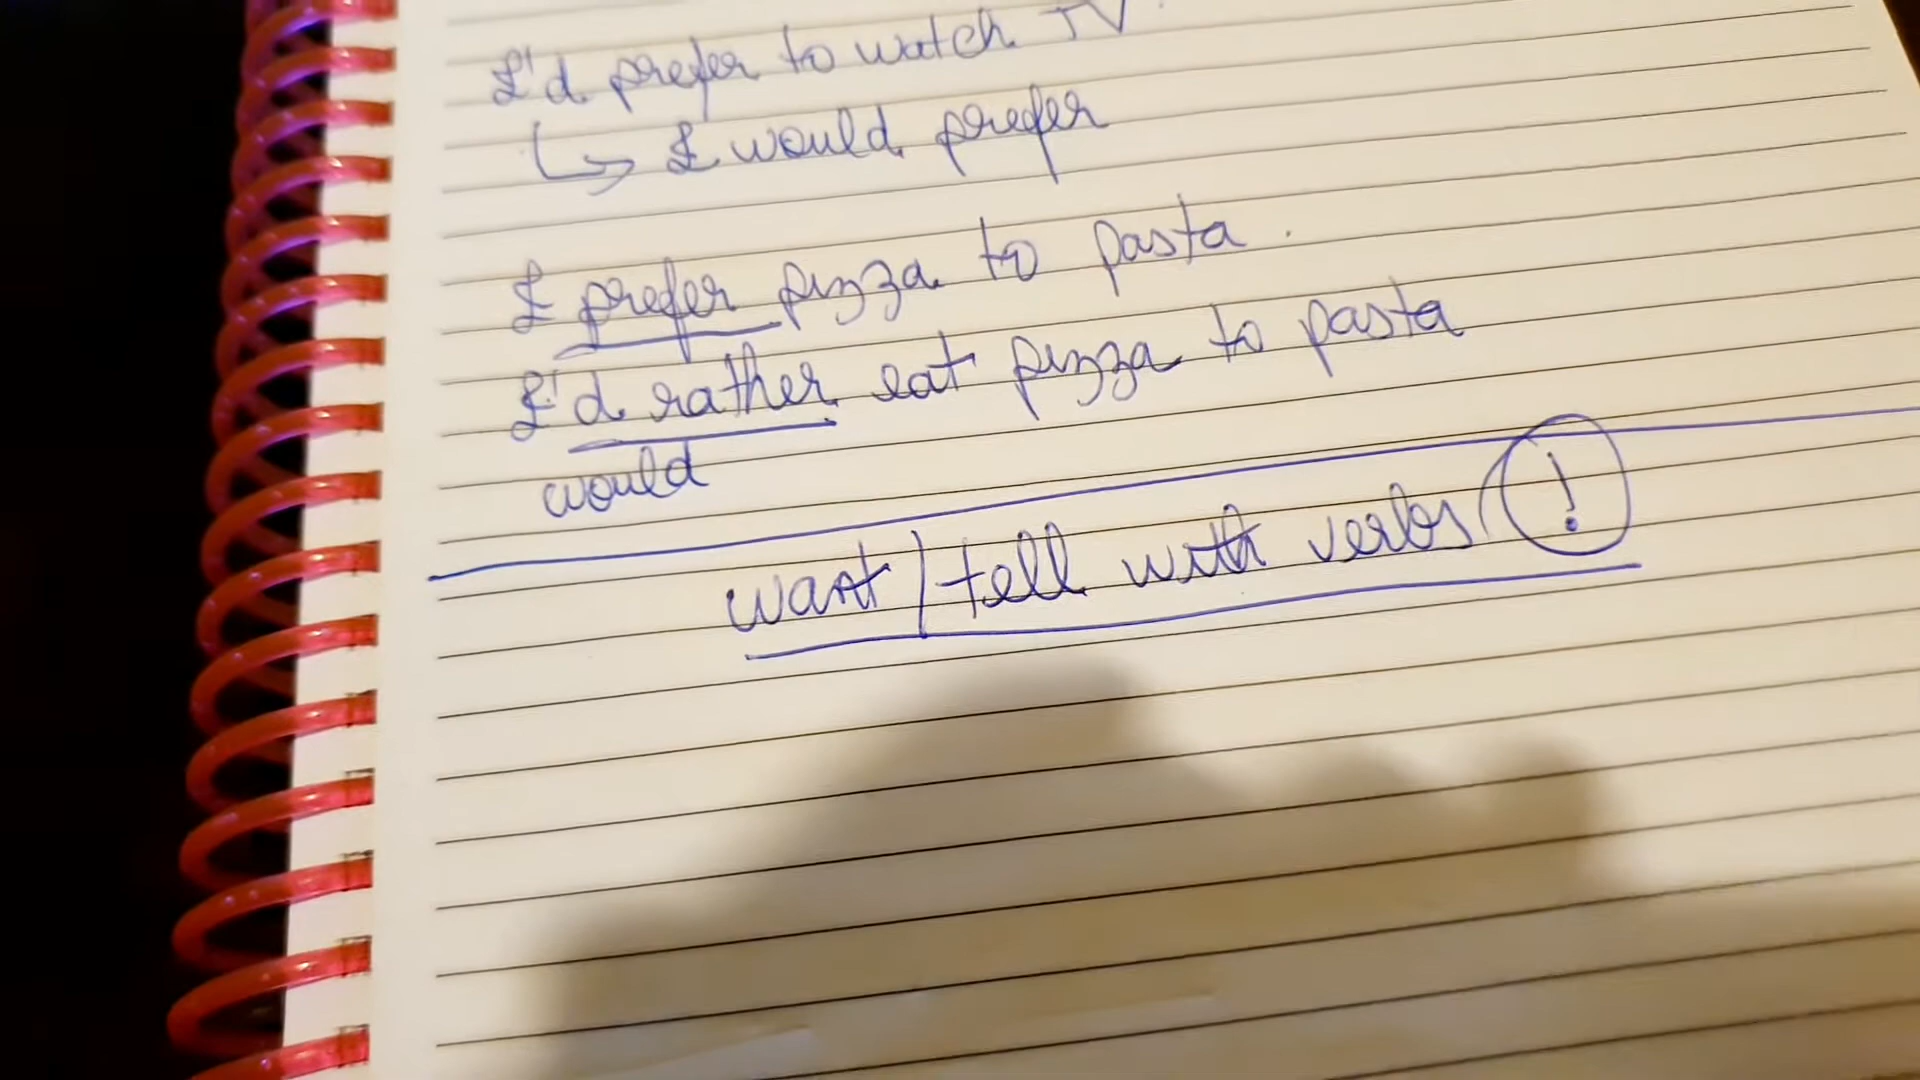 I'd prefer to watch TV
↳ I would prefer
I prefer pizza to pasta.
I'd rather eat pizza to pasta
would
want/tell with verbs !